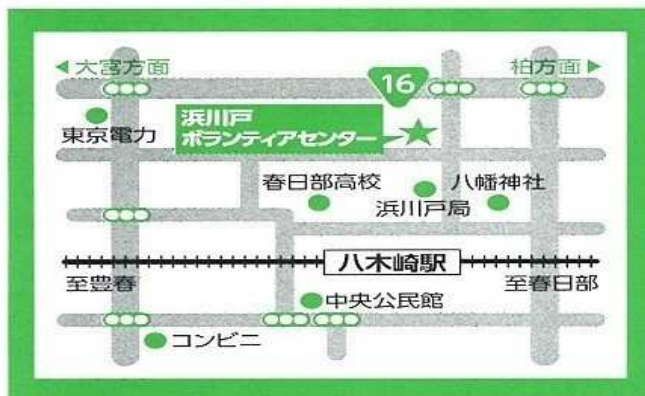 ◀大宮方面
16
柏方面▶
浜川戸
ボランティアセンター
東京電力
春日部高校
八幡神社
浜川戸局
八木崎駅
至豊春
至春日部
中央公民館
コンビニ